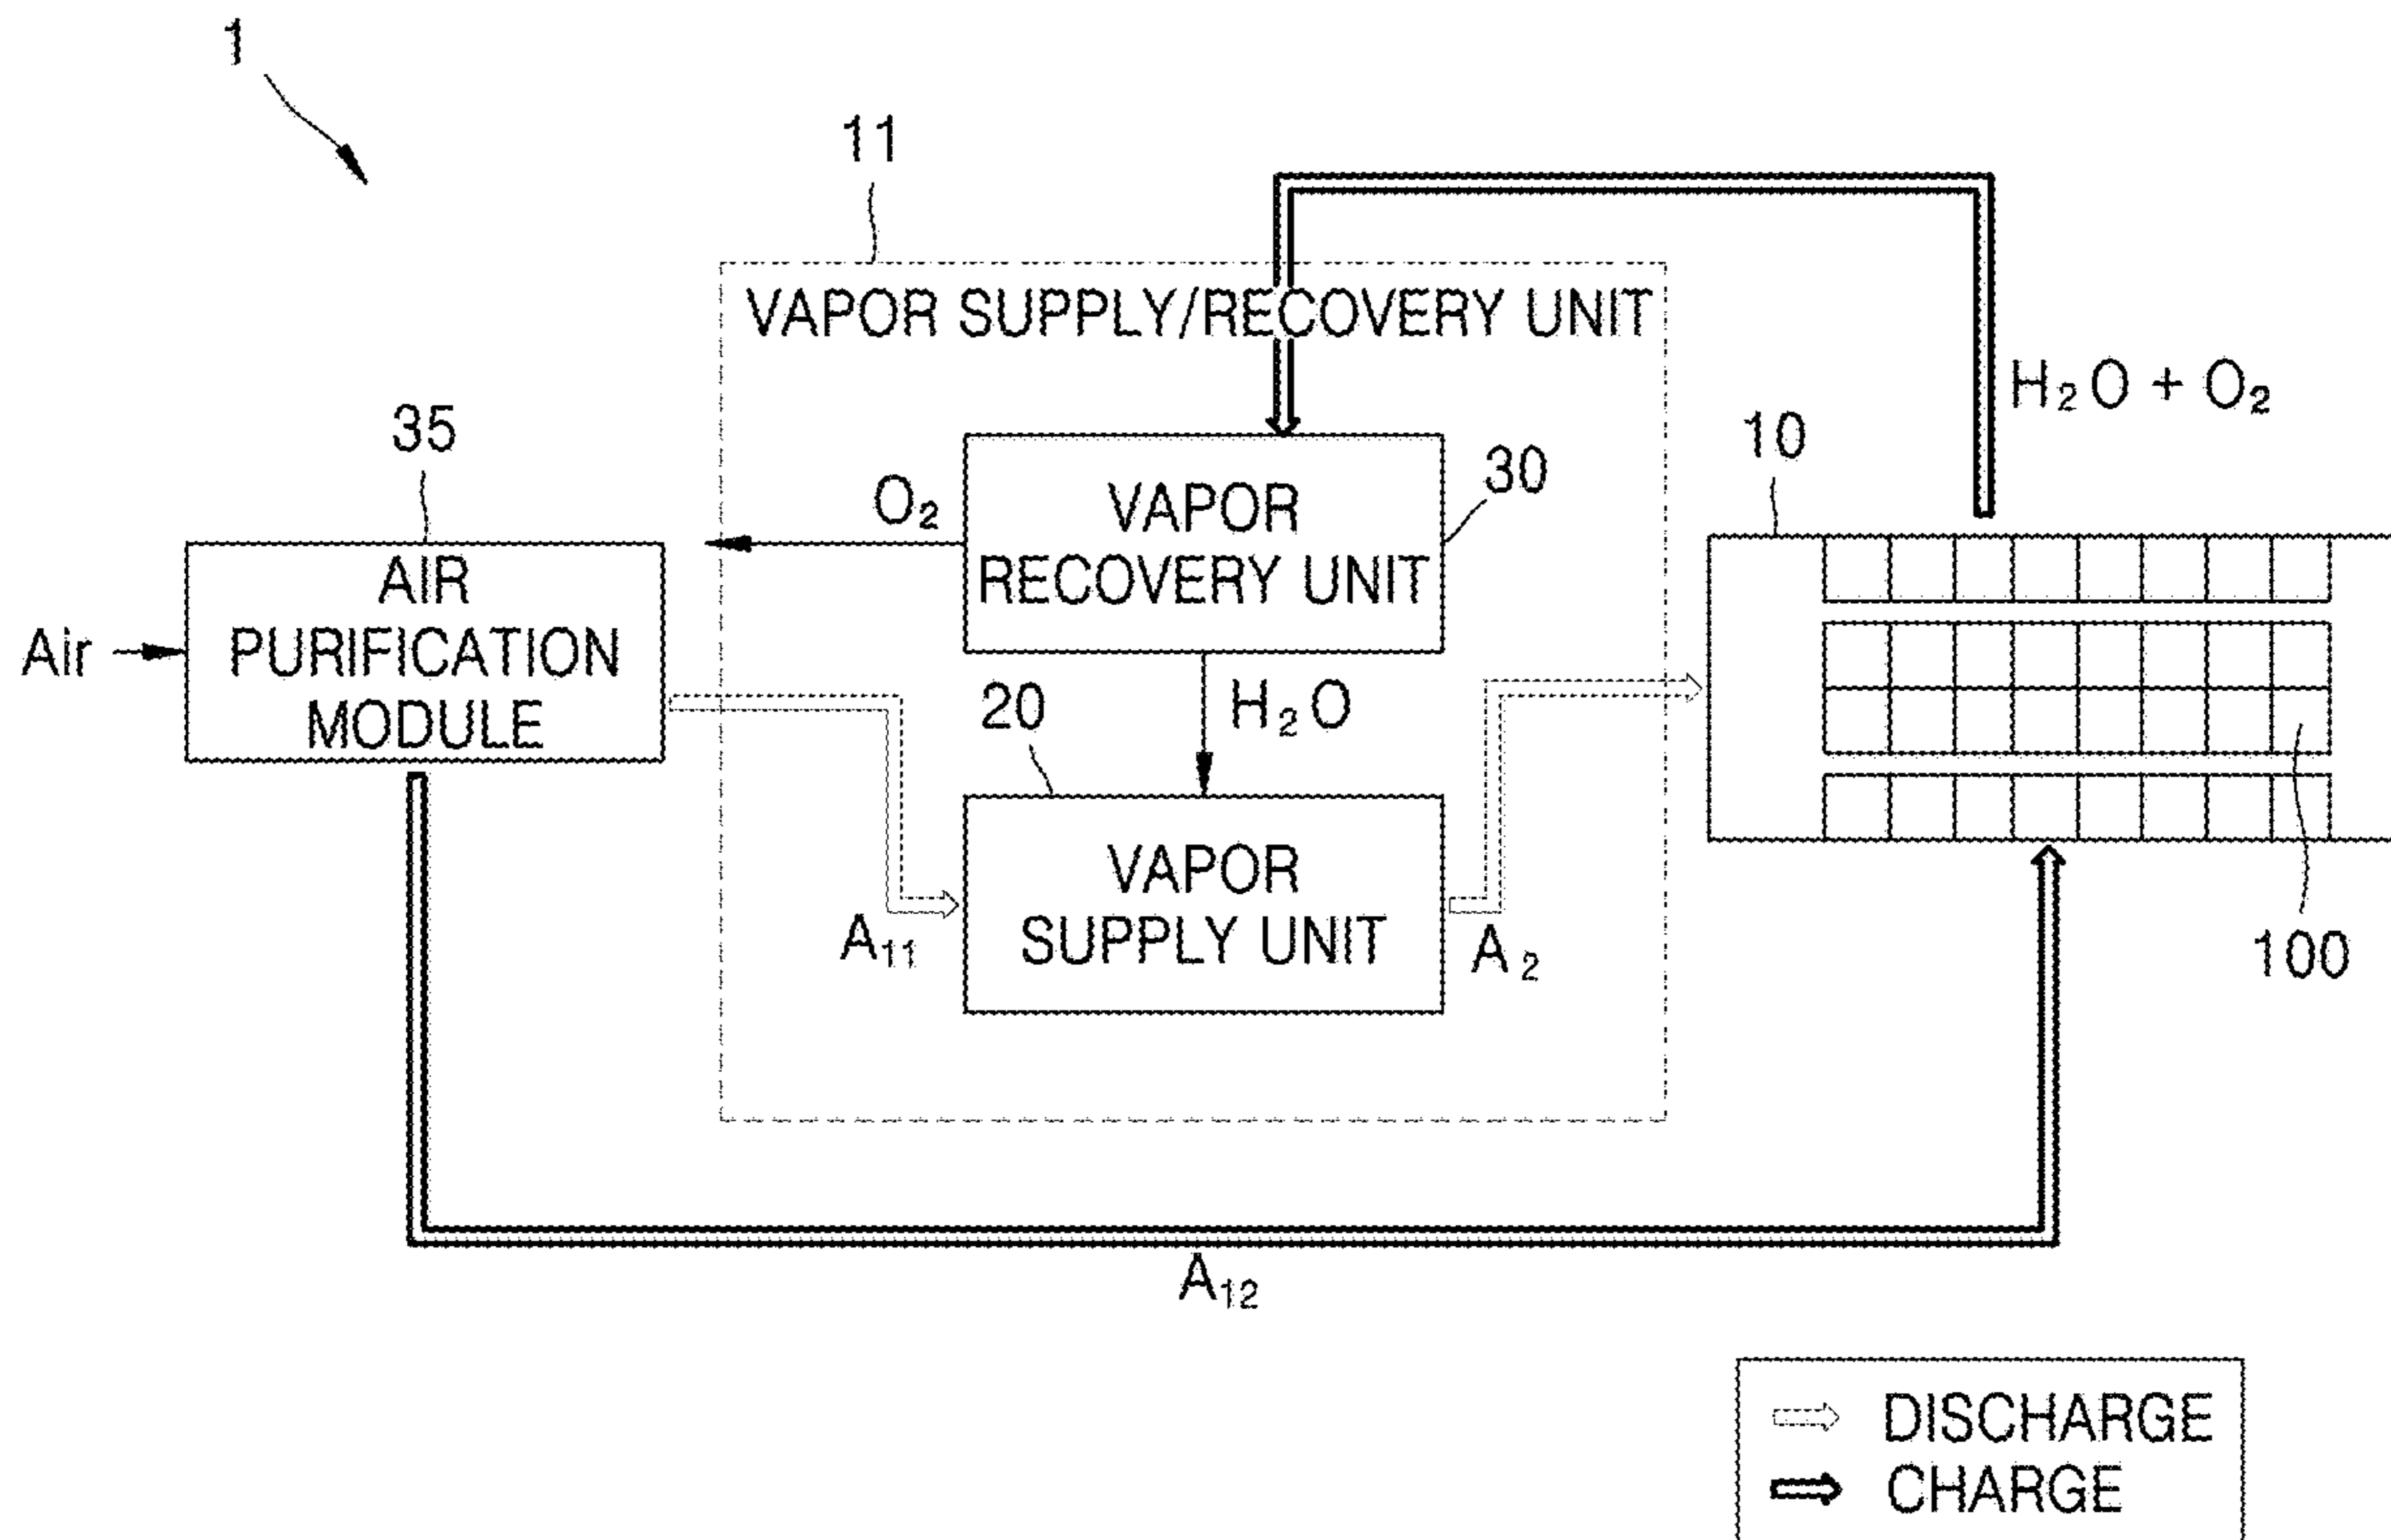 1
11
VAPOR SUPPLY/RECOVERY UNIT
H₂O + O₂
35
10
30
O₂
VAPOR
RECOVERY UNIT
AIR
PURIFICATION
MODULE
Air
20
H₂O
VAPOR
SUPPLY UNIT
A₁₁
A₂
100
A₁₂
DISCHARGE
CHARGE